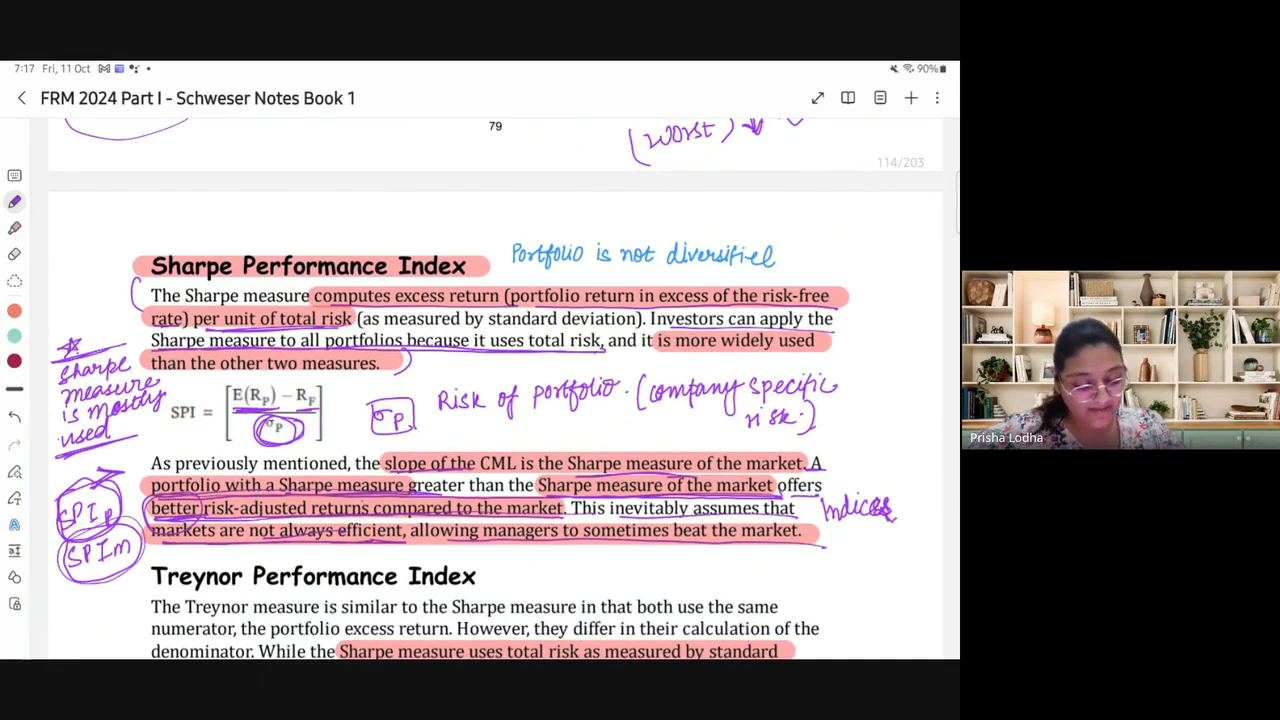 7:17 Fri, 11 Oct
90%
FRM 2024 Part I - Schweser Notes Book 1
79
(Worst)
114/203
Sharpe Performance Index
Portfolio is not diversified
The Sharpe measure computes excess return (portfolio return in excess of the risk-free
rate) per unit of total risk (as measured by standard deviation). Investors can apply the
Sharpe measure to all portfolios because it uses total risk, and it is more widely used
than the other two measures.
Sharpe
measure
is mostly
used
SPI = [E(RP) − RF / σP]
σP
Risk of portfolio. (company specific
risk.)
As previously mentioned, the slope of the CML is the Sharpe measure of the market. A
portfolio with a Sharpe measure greater than the Sharpe measure of the market offers
better risk-adjusted returns compared to the market. This inevitably assumes that
markets are not always efficient, allowing managers to sometimes beat the market.
SPIP
SPIm
Indices
Treynor Performance Index
The Treynor measure is similar to the Sharpe measure in that both use the same
numerator, the portfolio excess return. However, they differ in their calculation of the
denominator. While the Sharpe measure uses total risk as measured by standard
Prisha Lodha